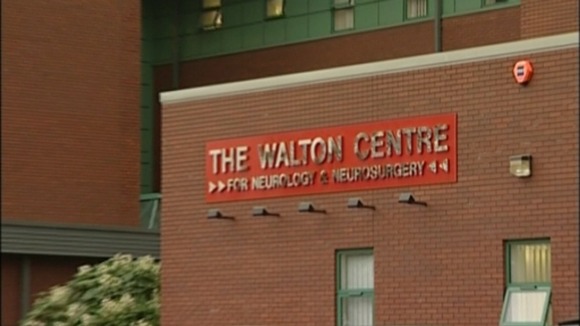 THE WALTON CENTRE
FOR NEUROLOGY & NEUROSURGERY